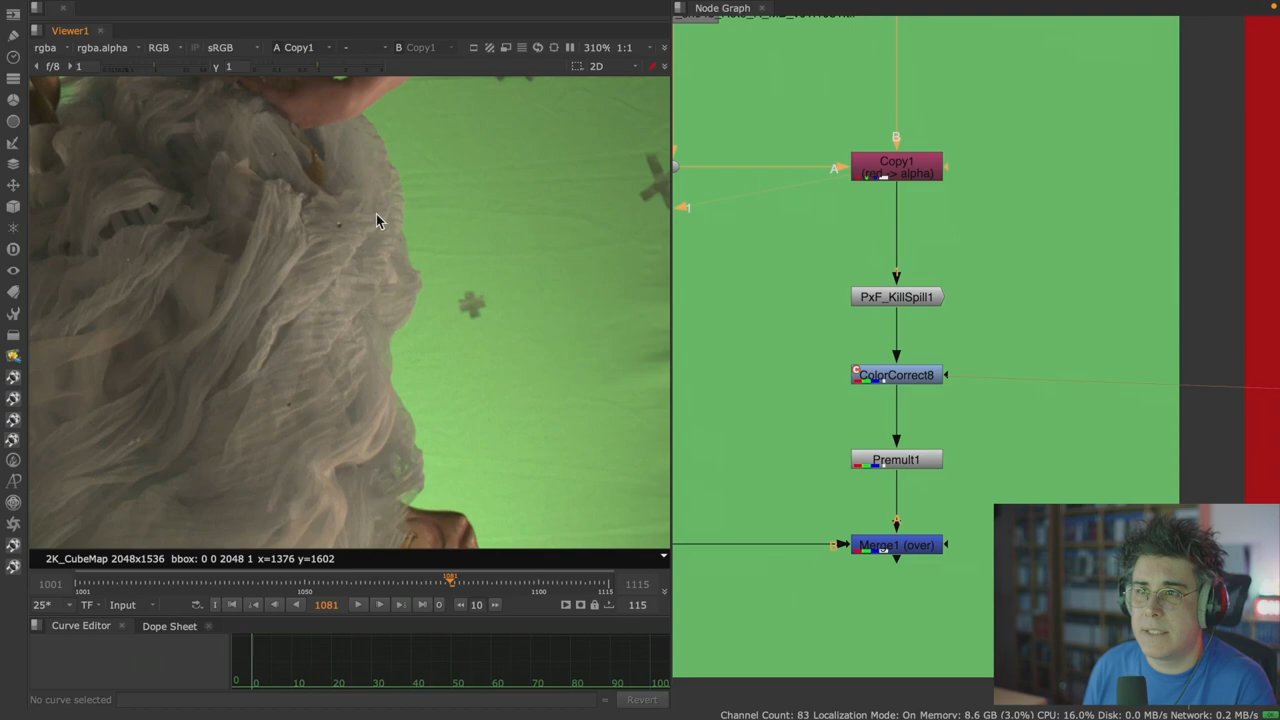 Node Graph
Viewer1
rgba rgba.alpha RGB sRGB A Copy1 - B Copy1 310% 1:1
f/8 1 Y 1 2D
B
Copy1
(red -> alpha)
A
1
PxF_KillSpill1
ColorCorrect8
Premult1
A
B
Merge1 (over)
2K_CubeMap 2048x1536 bbox: 0 0 2048 1 x=1376 y=1602
1001 1081 1115
1001 1050 1100 1115
25* TF Input 1081 10 115
Curve Editor Dope Sheet
0
0 10 20 30 40 50 60 70 80 90 100
No curve selected = Revert
Channel Count: 83 Localization Mode: On Memory: 8.6 GB (3.0%) CPU: 16.0% Disk: 0.0 MB/s Network: 0.2 MB/s